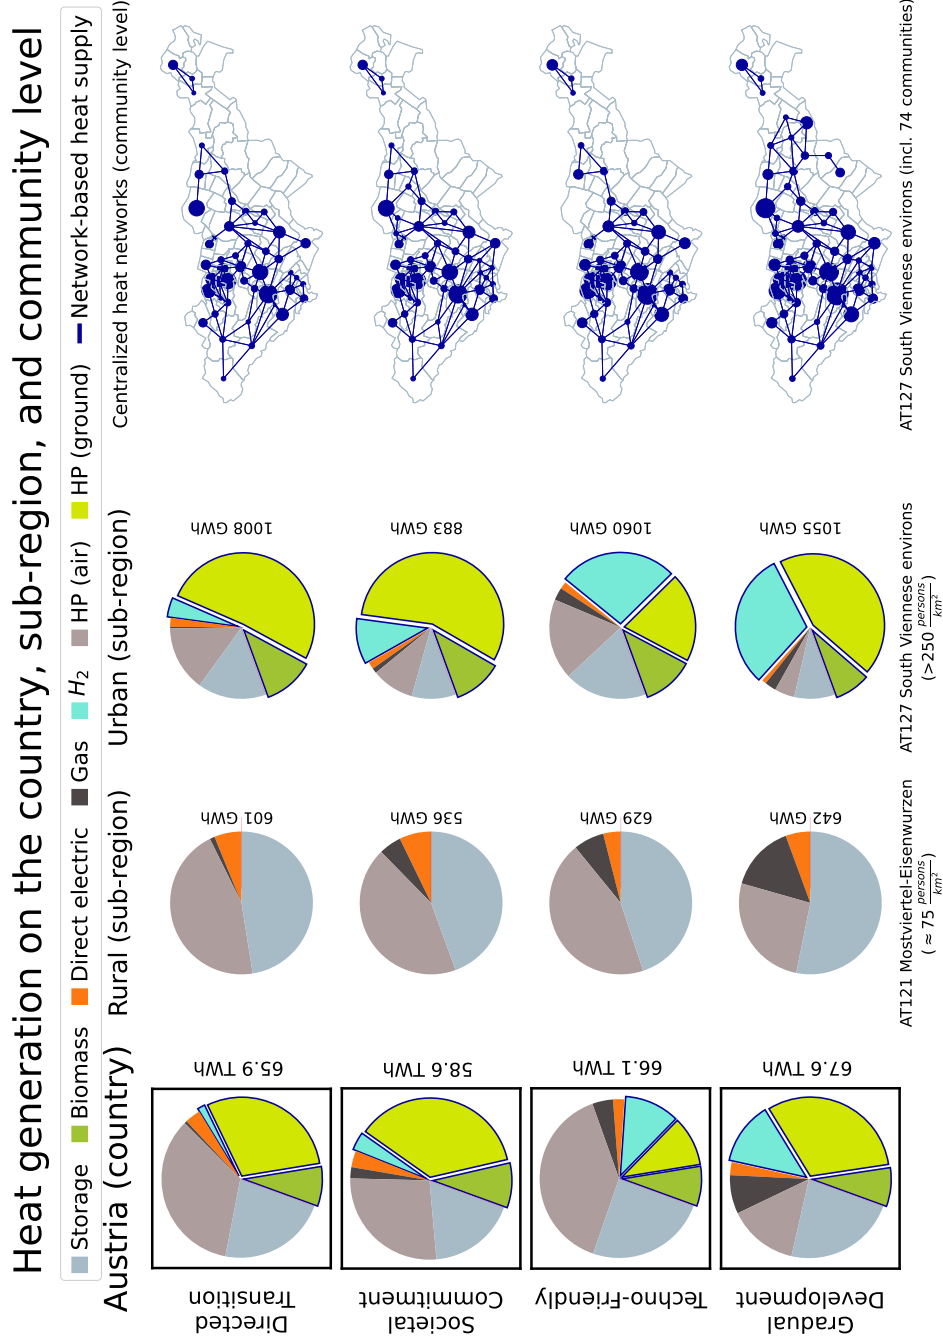 Heat generation on the country, sub-region, and community level
Storage Biomass Direct electric Gas H₂ HP (air) HP (ground) Network-based heat supply
Austria (country) Rural (sub-region) Urban (sub-region) Centralized heat networks (community level)
Directed
Transition
65.9 TWh
601 GWh
1008 GWh
Societal
Commitment
58.6 TWh
536 GWh
883 GWh
Techno-Friendly
66.1 TWh
629 GWh
1060 GWh
Gradual
Development
67.6 TWh
642 GWh
1055 GWh
AT121 Mostviertel-Eisenwurzen
(≈75 persons/km²)
AT127 South Viennese environs
(>250 persons/km²)
AT127 South Viennese environs (incl. 74 communities)